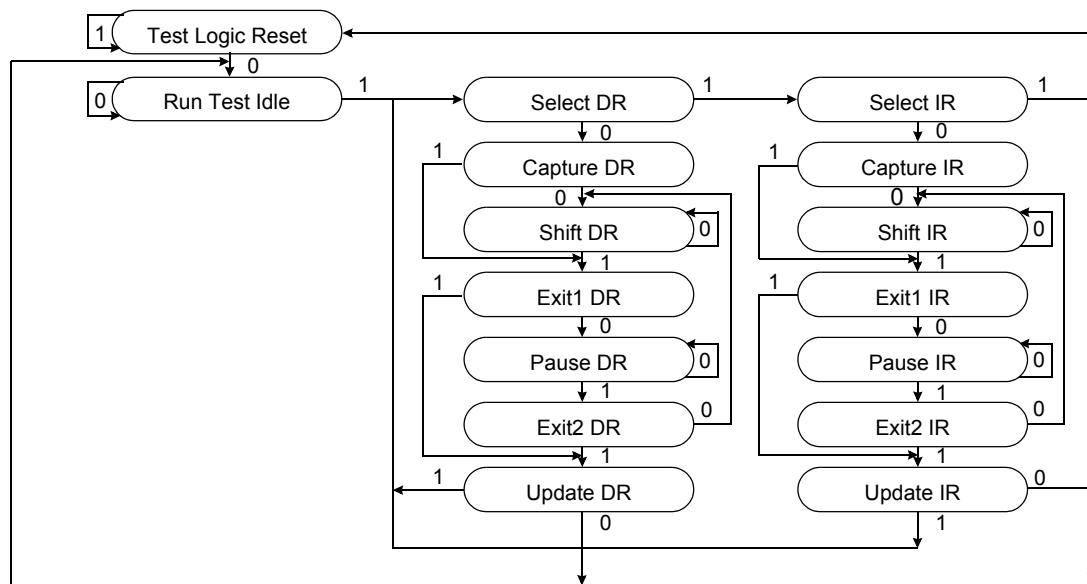 1
Test Logic Reset
0
0
Run Test Idle
1
Select DR
1
Select IR
1
0
0
1
Capture DR
1
Capture IR
0
0
Shift DR
0
Shift IR
0
1
1
1
Exit1 DR
1
Exit1 IR
0
0
Pause DR
0
Pause IR
0
1
1
Exit2 DR
0
Exit2 IR
0
1
1
1
Update DR
Update IR
0
0
1